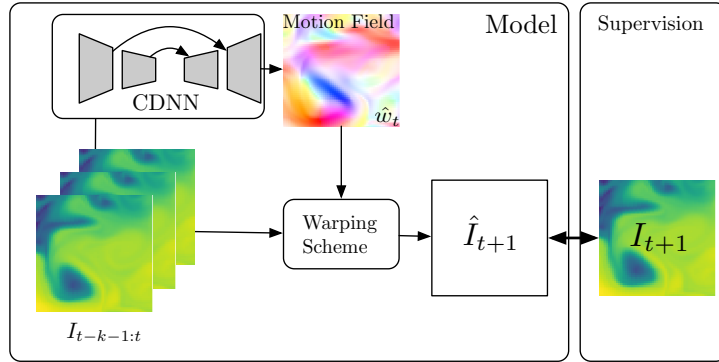 Motion Field
Model
Supervision
CDNN
ŵ_t
Warping
Scheme
Î_{t+1}
I_{t+1}
I_{t−k−1:t}